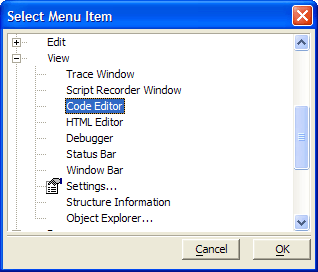 Select Menu Item
Edit
View
Trace Window
Script Recorder Window
Code Editor
HTML Editor
Debugger
Status Bar
Window Bar
Settings...
Structure Information
Object Explorer...
Cancel
OK